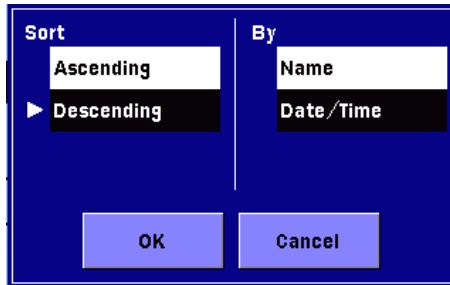 Sort
Ascending
Descending
By
Name
Date/Time
OK
Cancel